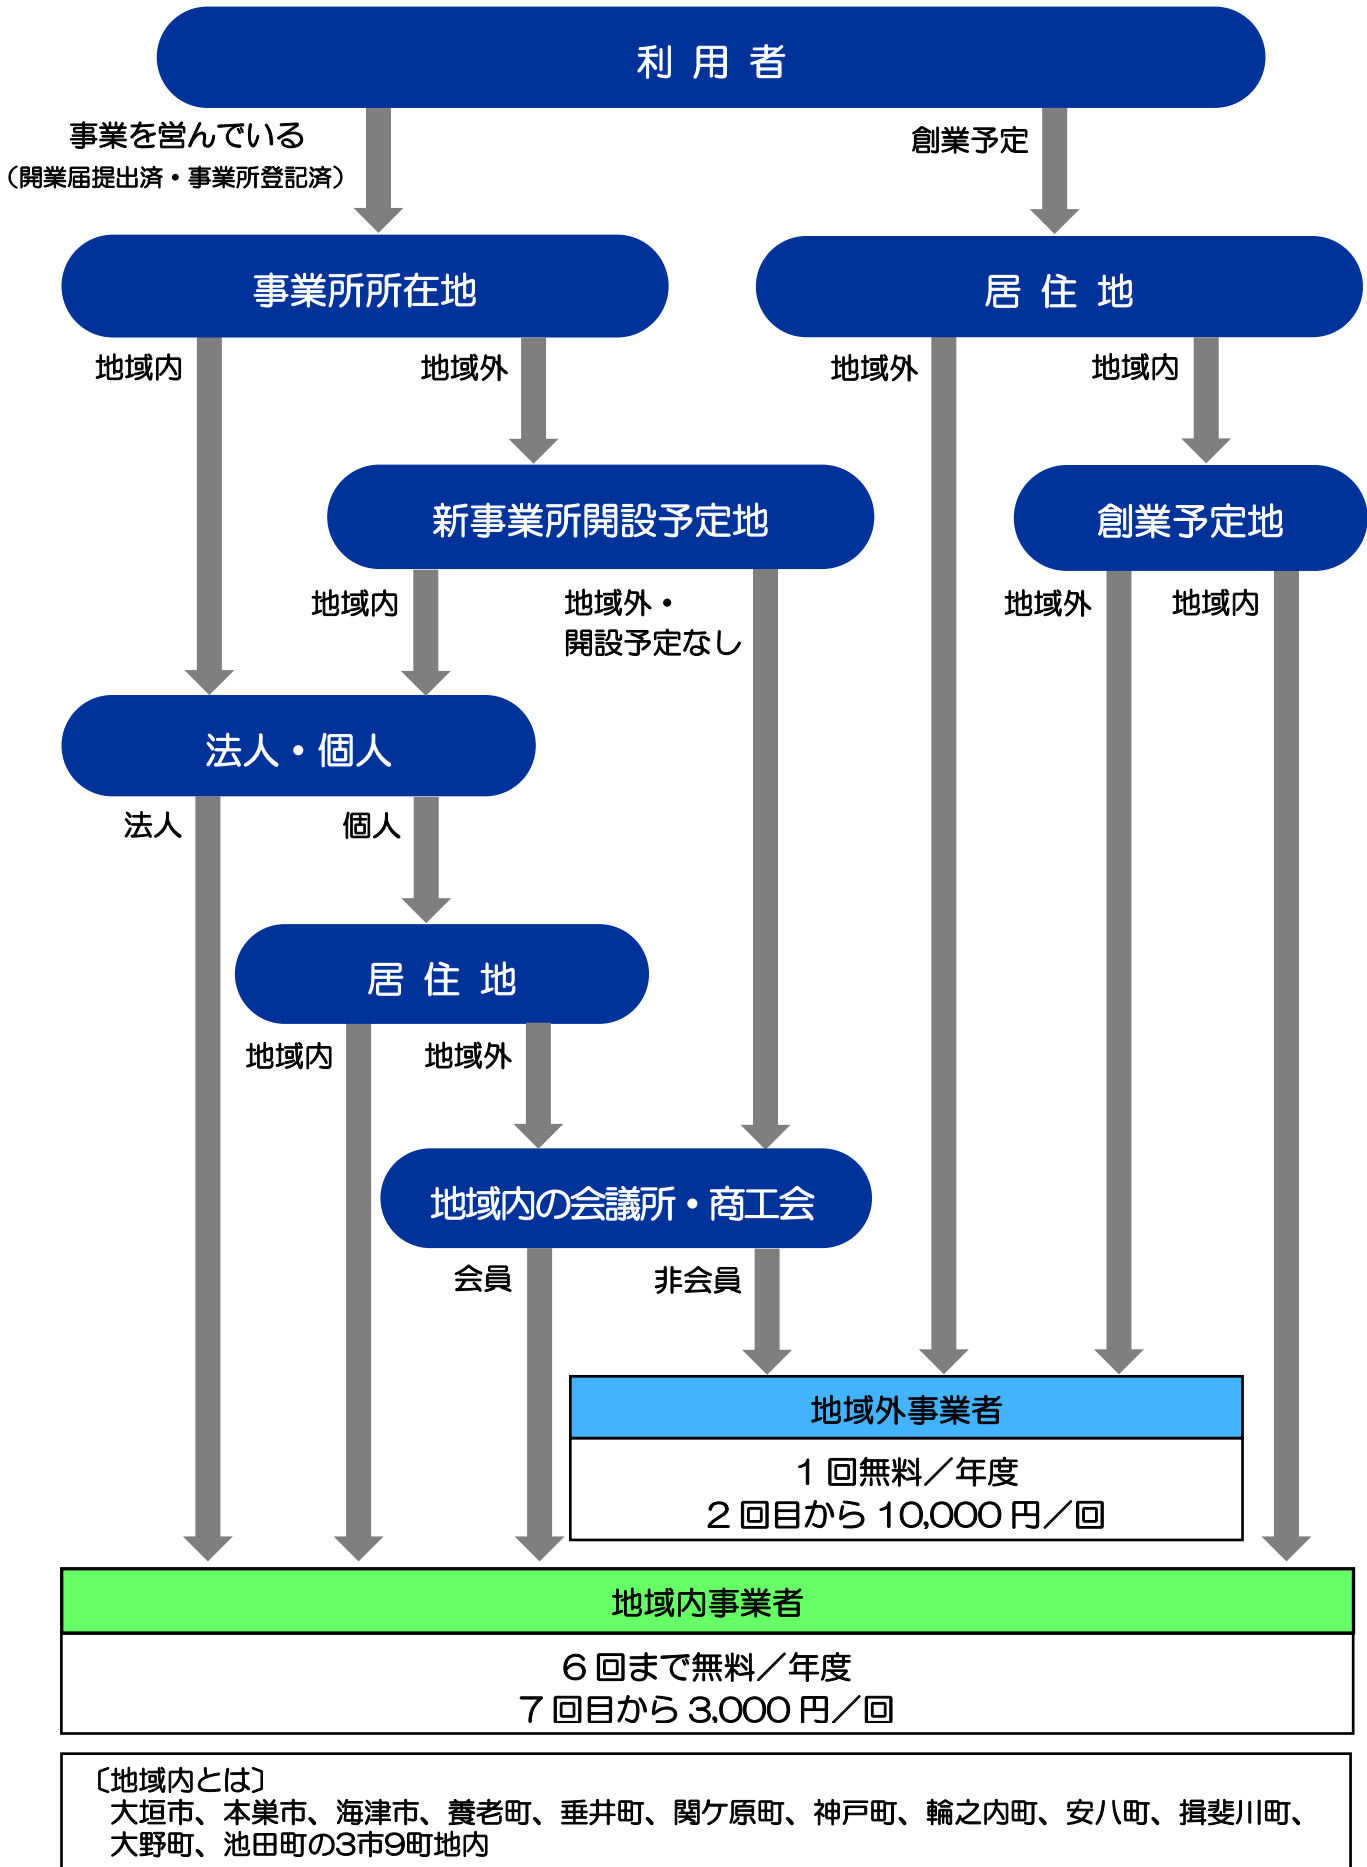 利用者
事業を営んでいる
（開業届提出済・事業所登記済）
創業予定
事業所所在地
居住地
地域内
地域外
地域外
地域内
新事業所開設予定地
創業予定地
地域内
地域外・
開設予定なし
地域外
地域内
法人・個人
法人
個人
居住地
地域内
地域外
地域内の会議所・商工会
会員
非会員
地域外事業者
1回無料／年度
2回目から10,000円／回
地域内事業者
6回まで無料／年度
7回目から3,000円／回
〔地域内とは〕
大垣市、本巣市、海津市、養老町、垂井町、関ケ原町、神戸町、輪之内町、安八町、揖斐川町、
大野町、池田町の3市9町地内